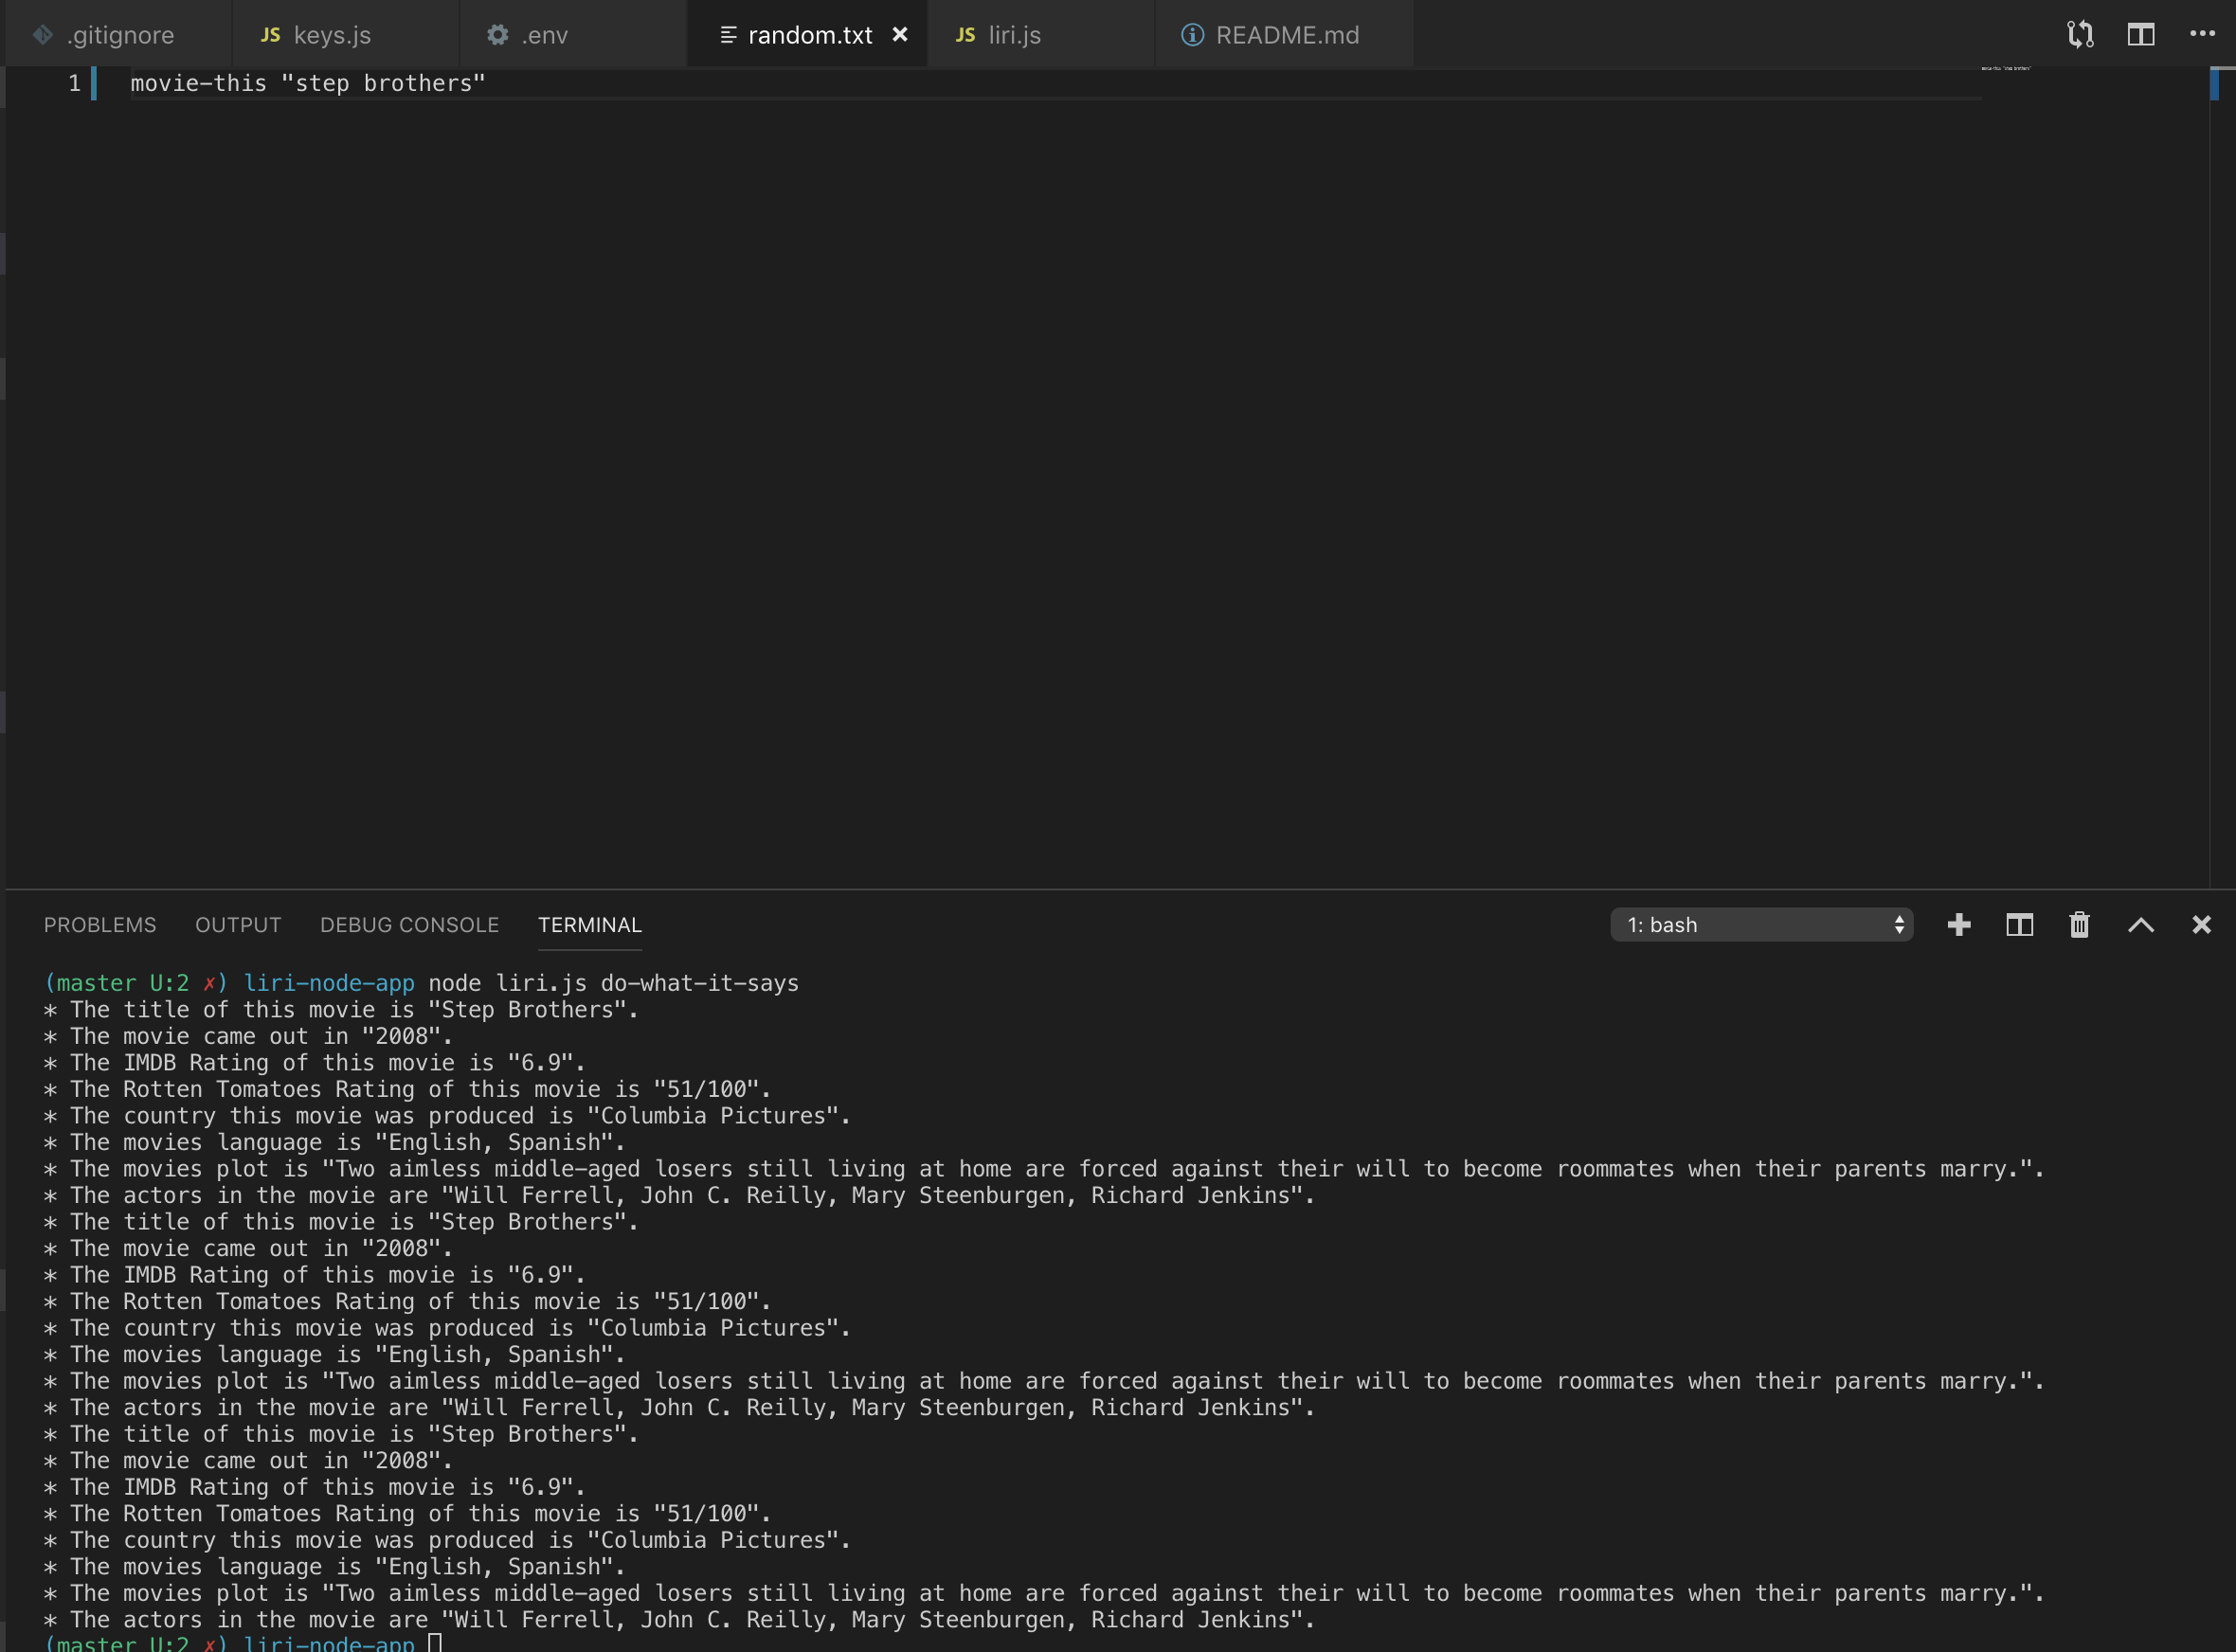 .gitignore JS keys.js .env random.txt JS liri.js README.md
1 movie-this "step brothers"
PROBLEMS OUTPUT DEBUG CONSOLE TERMINAL 1: bash
(master U:2 ✗) liri-node-app node liri.js do-what-it-says
* The title of this movie is "Step Brothers".
* The movie came out in "2008".
* The IMDB Rating of this movie is "6.9".
* The Rotten Tomatoes Rating of this movie is "51/100".
* The country this movie was produced is "Columbia Pictures".
* The movies language is "English, Spanish".
* The movies plot is "Two aimless middle-aged losers still living at home are forced against their will to become roommates when their parents marry.".
* The actors in the movie are "Will Ferrell, John C. Reilly, Mary Steenburgen, Richard Jenkins".
* The title of this movie is "Step Brothers".
* The movie came out in "2008".
* The IMDB Rating of this movie is "6.9".
* The Rotten Tomatoes Rating of this movie is "51/100".
* The country this movie was produced is "Columbia Pictures".
* The movies language is "English, Spanish".
* The movies plot is "Two aimless middle-aged losers still living at home are forced against their will to become roommates when their parents marry.".
* The actors in the movie are "Will Ferrell, John C. Reilly, Mary Steenburgen, Richard Jenkins".
* The title of this movie is "Step Brothers".
* The movie came out in "2008".
* The IMDB Rating of this movie is "6.9".
* The Rotten Tomatoes Rating of this movie is "51/100".
* The country this movie was produced is "Columbia Pictures".
* The movies language is "English, Spanish".
* The movies plot is "Two aimless middle-aged losers still living at home are forced against their will to become roommates when their parents marry.".
* The actors in the movie are "Will Ferrell, John C. Reilly, Mary Steenburgen, Richard Jenkins".
(master U:2 ✗) liri-node-app